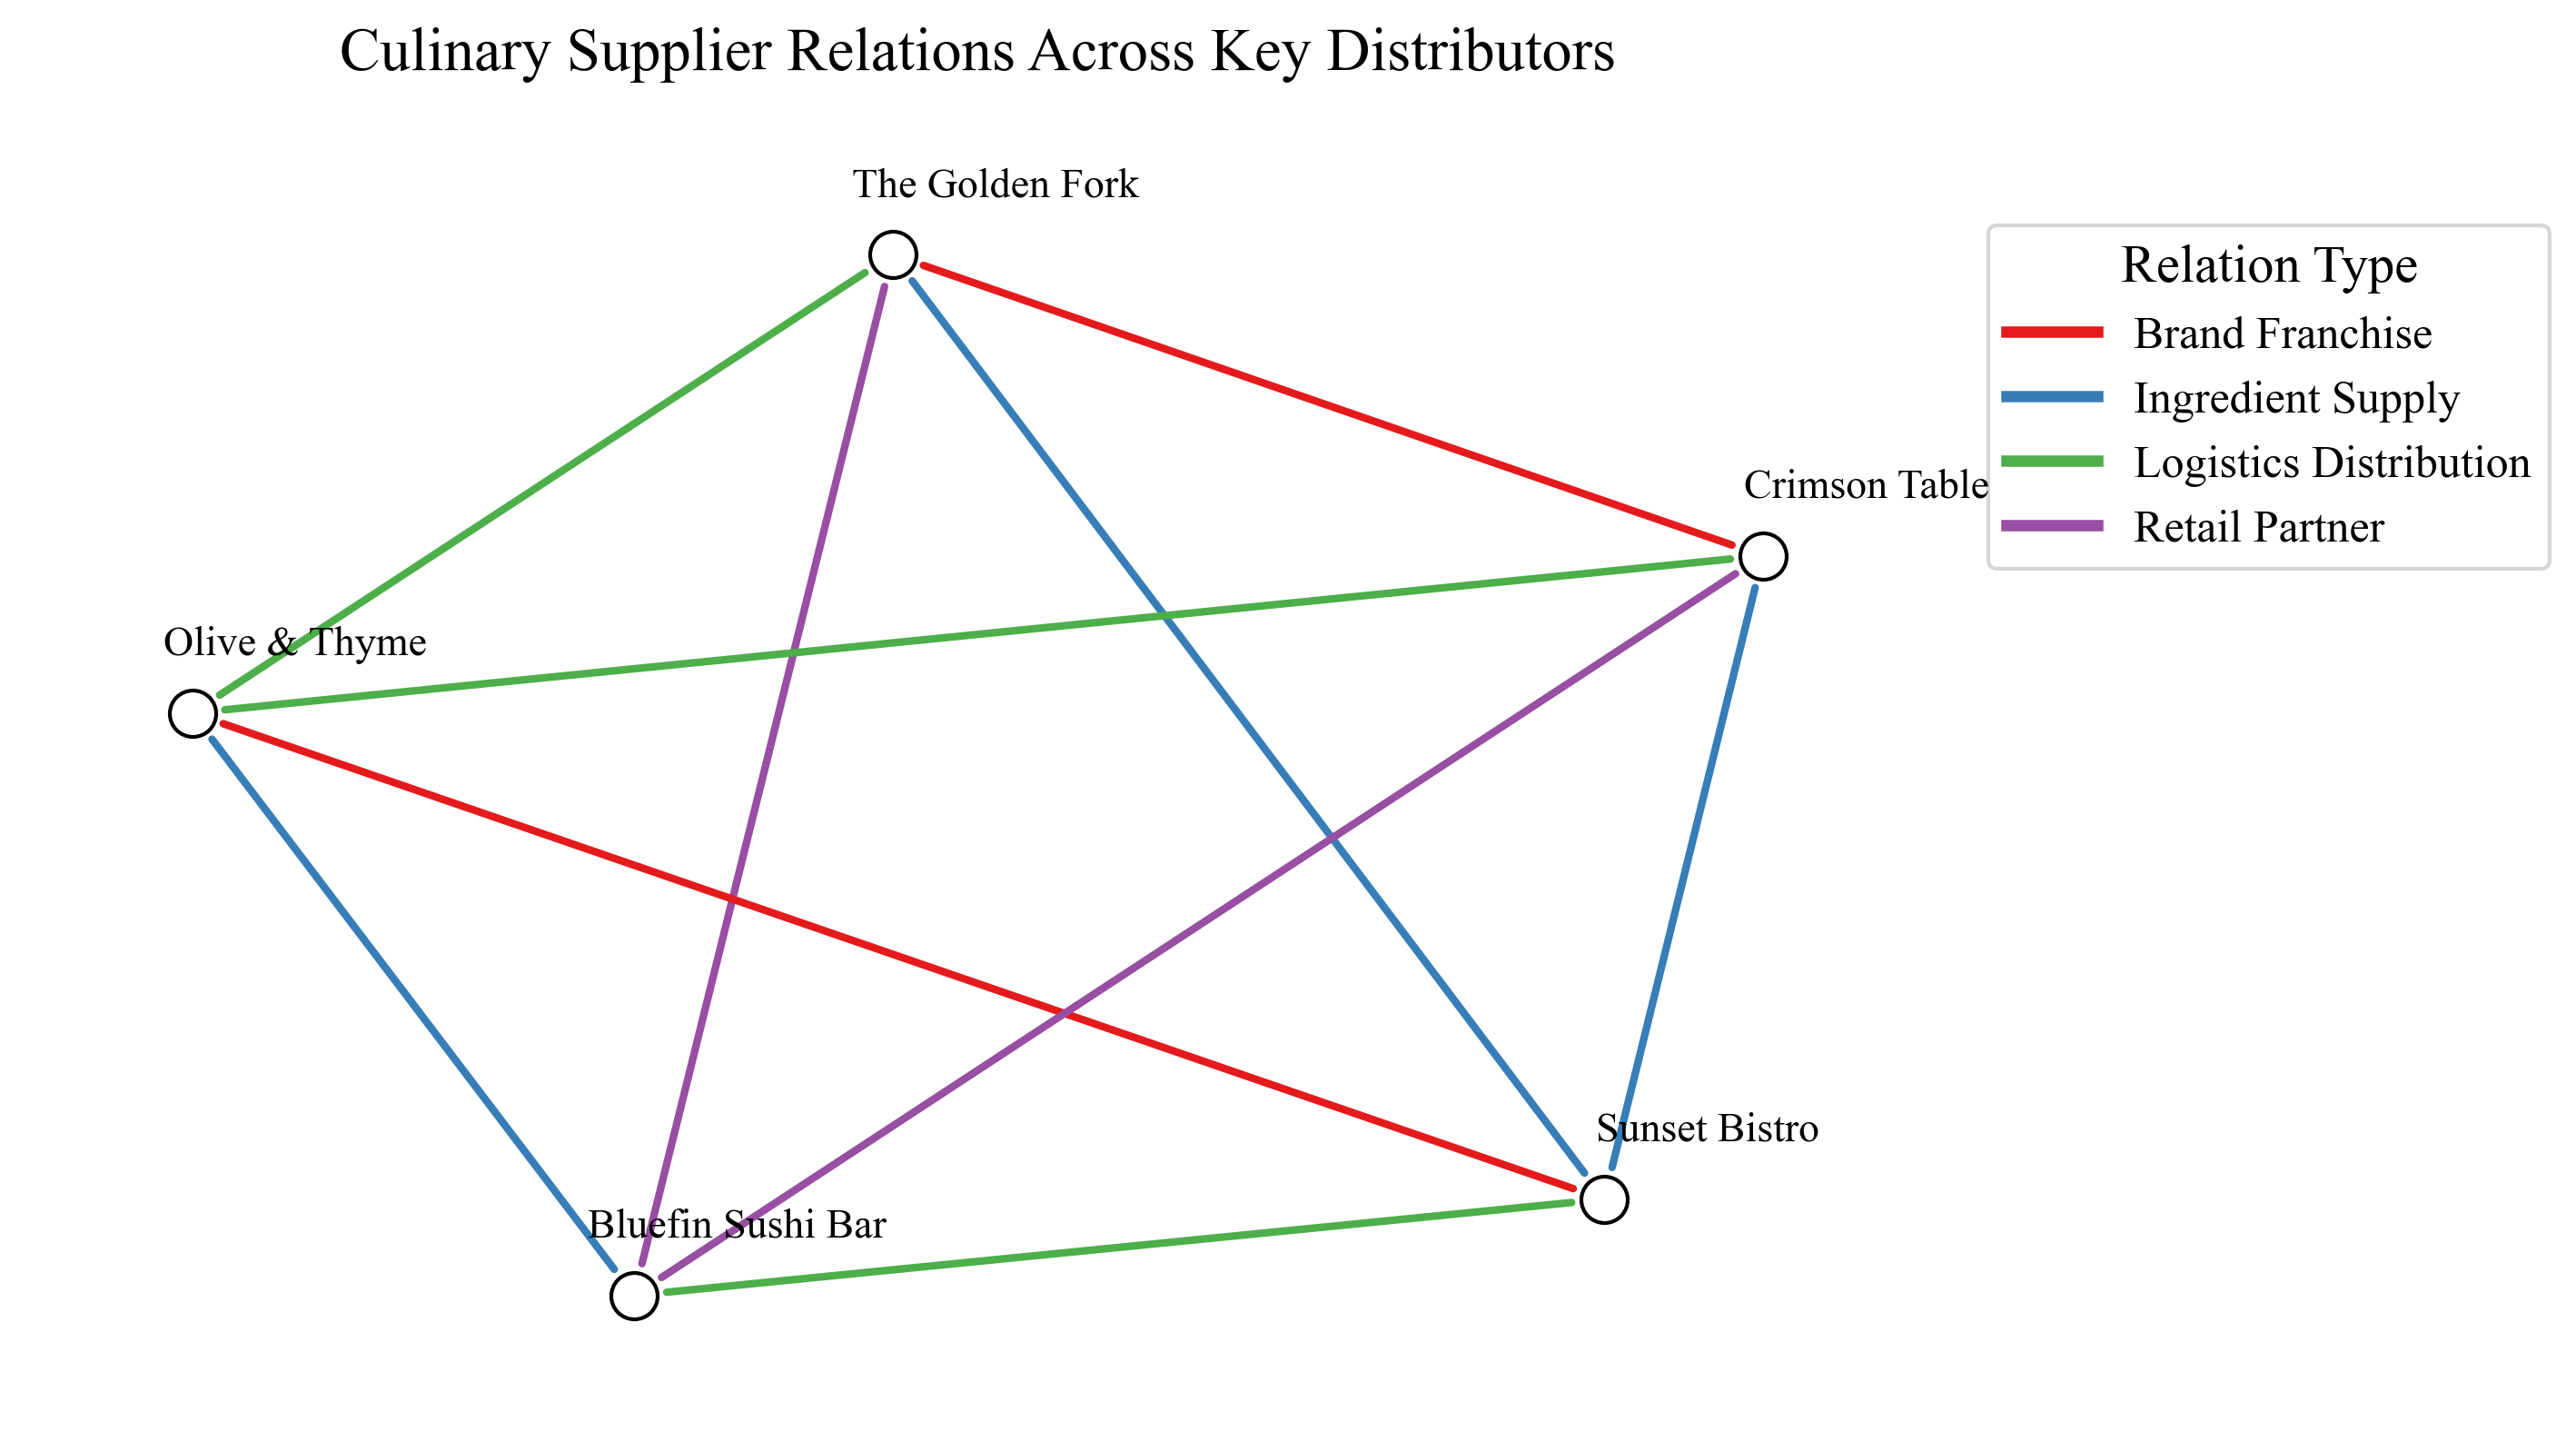 Culinary Supplier Relations Across Key Distributors
The Golden Fork
Crimson Table
Olive & Thyme
Sunset Bistro
Bluefin Sushi Bar
Relation Type
Brand Franchise
Ingredient Supply
Logistics Distribution
Retail Partner